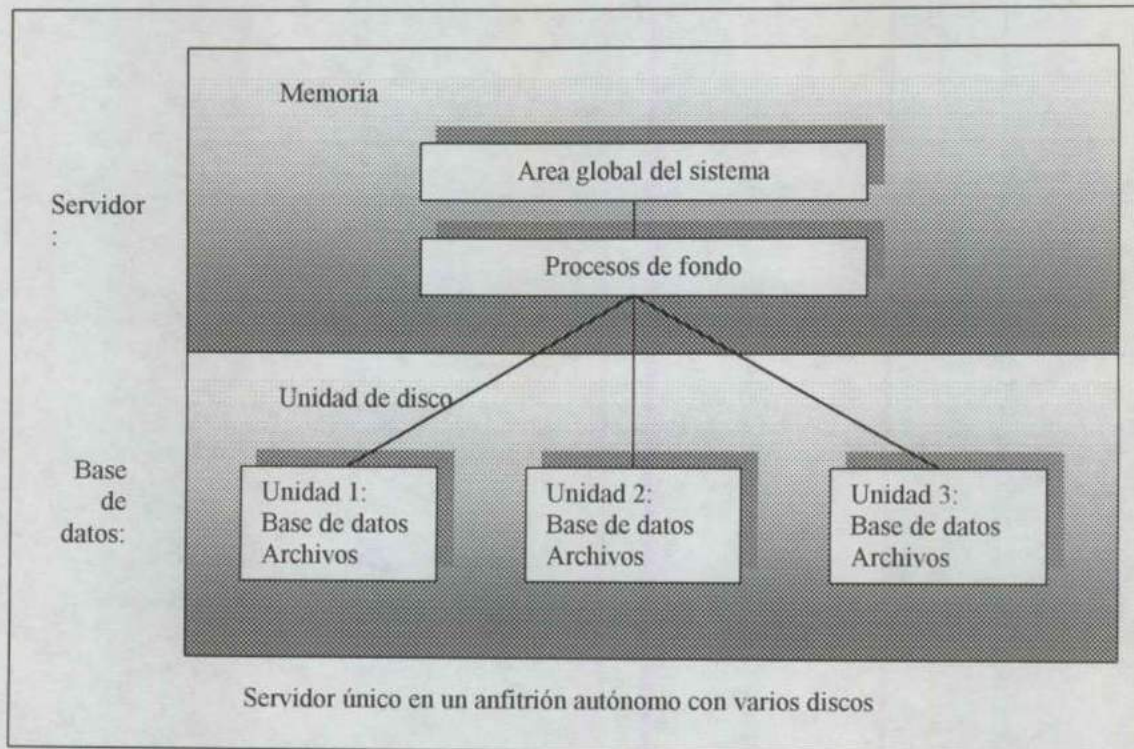 Memoria
Area global del sistema
Servidor
:
Procesos de fondo
Unidad de disco
Base
de
datos:
Unidad 1:
Base de datos
Archivos
Unidad 2:
Base de datos
Archivos
Unidad 3:
Base de datos
Archivos
Servidor único en un anfitrión autónomo con varios discos